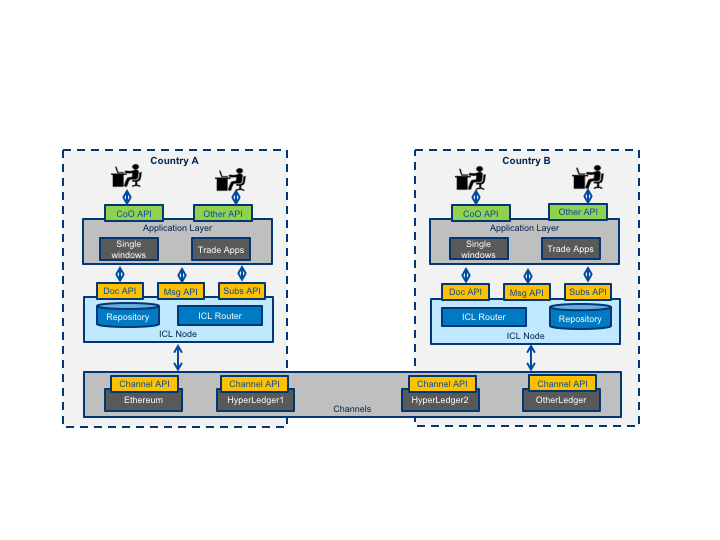 Country A
CoO API
Other API
Application Layer
Single
windows
Trade Apps
Doc API
Msg API
Subs API
Repository
ICL Router
ICL Node
Country B
CoO API
Other API
Application Layer
Single
windows
Trade Apps
Doc API
Msg API
Subs API
ICL Router
Repository
ICL Node
Channel API
Channel API
Channel API
Channel API
Ethereum
HyperLedger1
HyperLedger2
OtherLedger
Channels